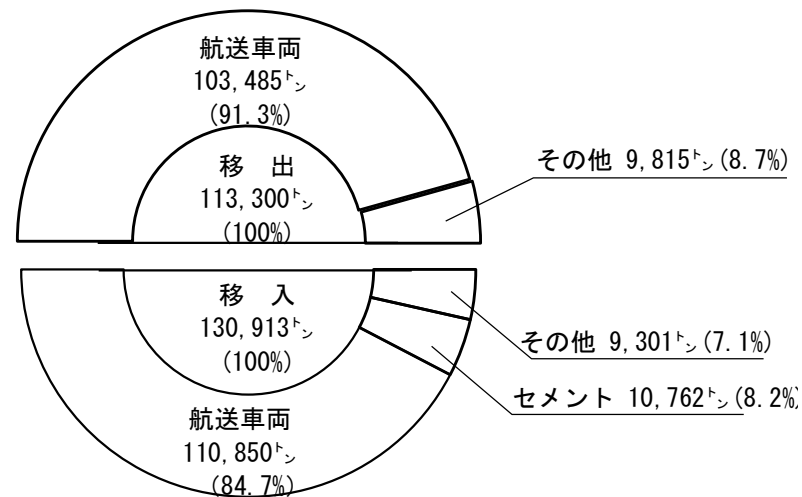 航送車両
103,485㌧
(91.3%)
移 出
113,300㌧
(100%)
その他 9,815㌧(8.7%)
移 入
130,913㌧
(100%)
その他 9,301㌧(7.1%)
セメント 10,762㌧(8.2%)
航送車両
110,850㌧
(84.7%)